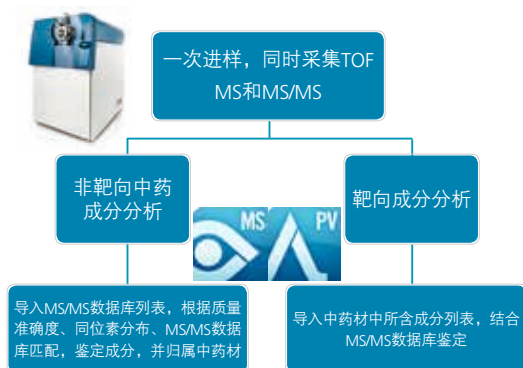 一次进样，同时采集TOF
MS和MS/MS
非靶向中药
成分分析
靶向成分分析
MS
PV
导入MS/MS数据库列表，根据质量
准确度、同位素分布、MS/MS数据
库匹配，鉴定成分，并归属中药材
导入中药材中所含成分列表，结合
MS/MS数据库鉴定